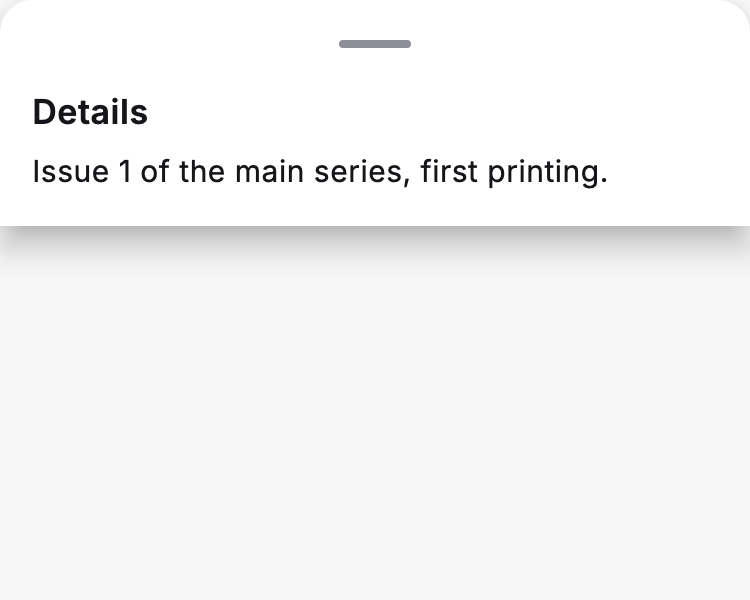 Details
Issue 1 of the main series, first printing.